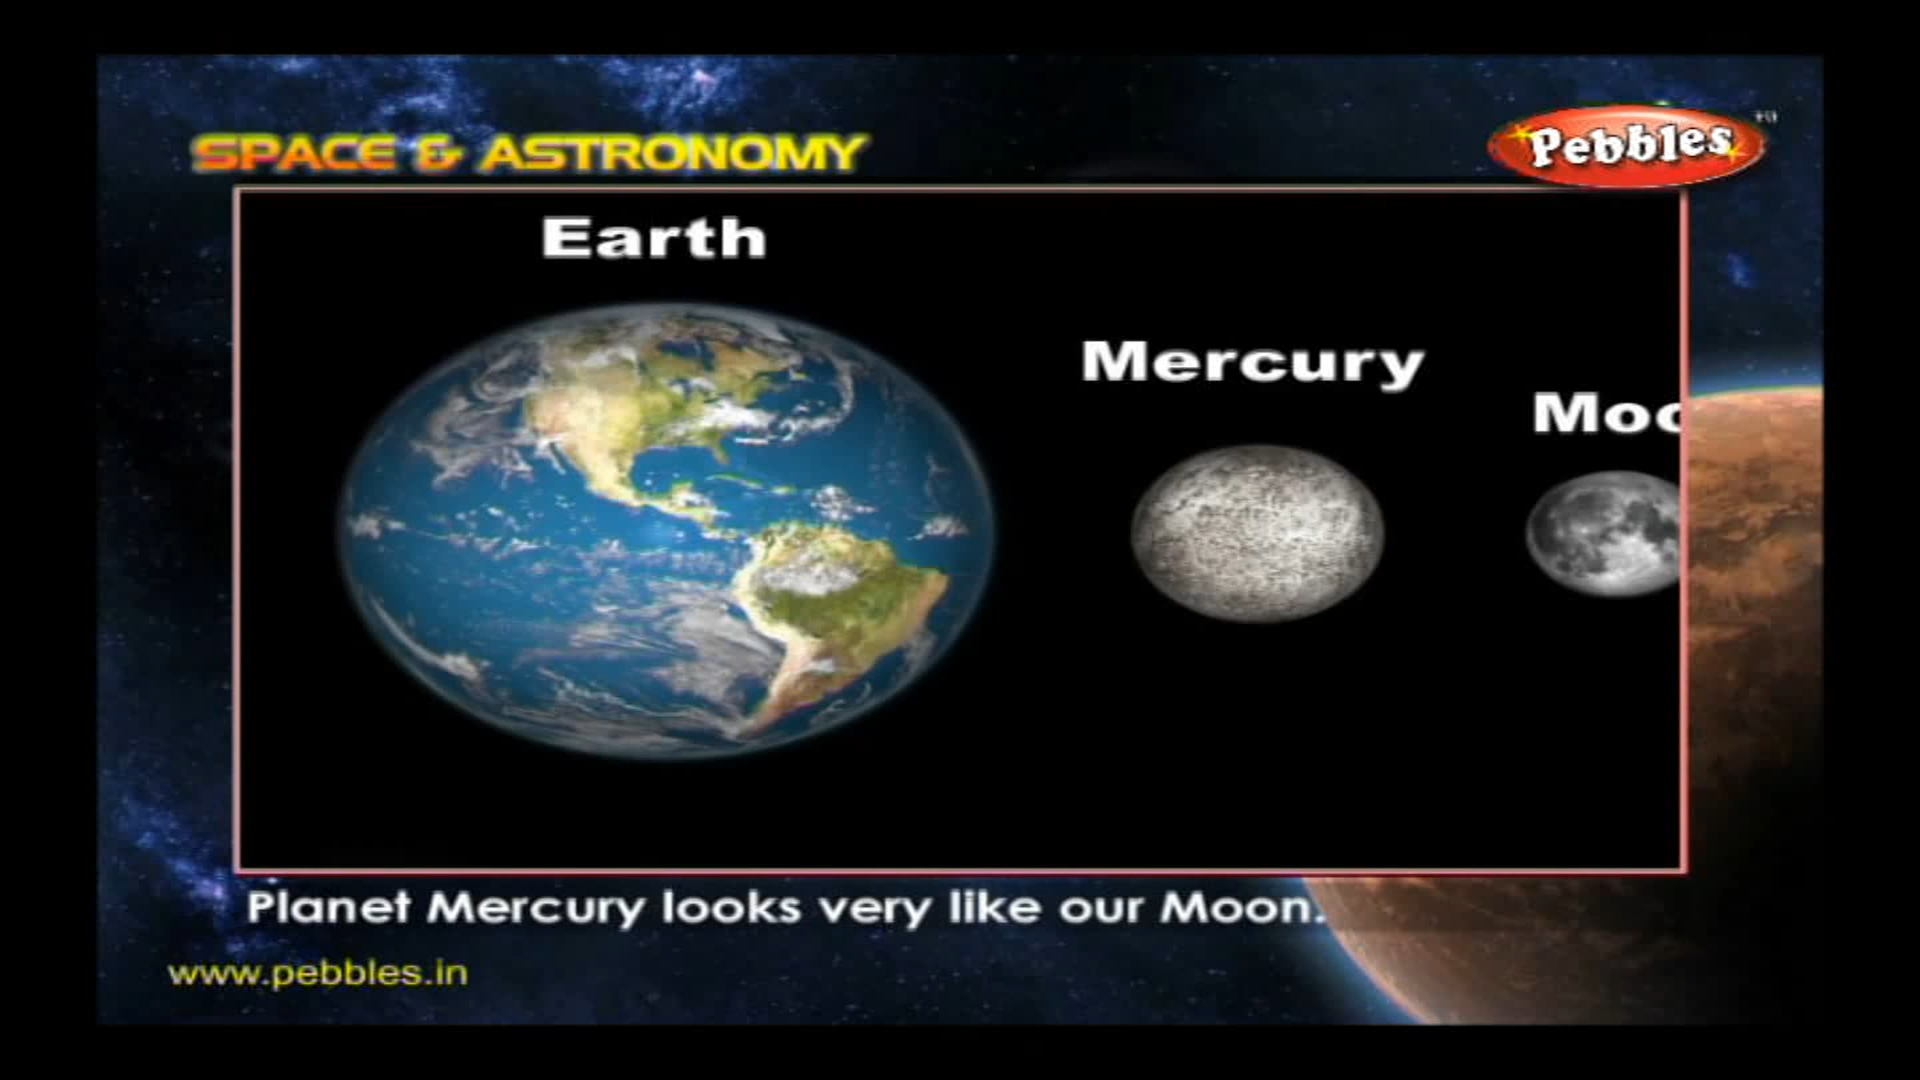 SPACE & ASTRONOMY
Pebbles
Earth
Mercury
Moo
Planet Mercury looks very like our Moon.
www.pebbles.in